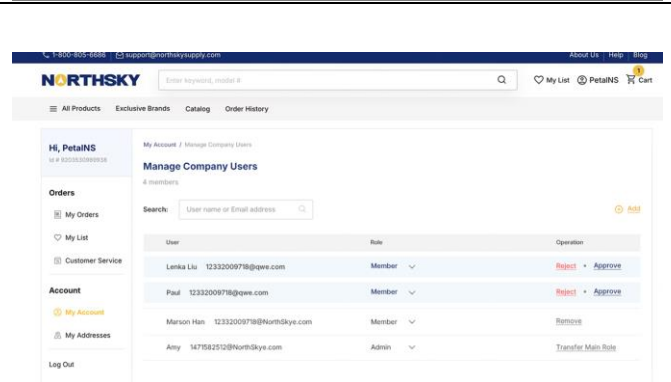 1-800-805-6686 support@northskysupply.com About Us Help Blog
NORTHSKY Enter keyword, model # My List PetalNS 1 Cart
All Products Exclusive Brands Catalog Order History
Hi, PetalNS
My Account / Manage Company Users
Manage Company Users
4 members
Orders
My Orders
My List
Customer Service
Account
My Account
My Addresses
Log Out
Search: User name or Email address Add
User Role Operation
Lenka Liu 12332009718@qwe.com Member Reject • Approve
Paul 12332009718@qwe.com Member Reject • Approve
Marson Han 12332009718@NorthSkye.com Member Remove
Amy 1471582512@NorthSkye.com Admin Transfer Main Role